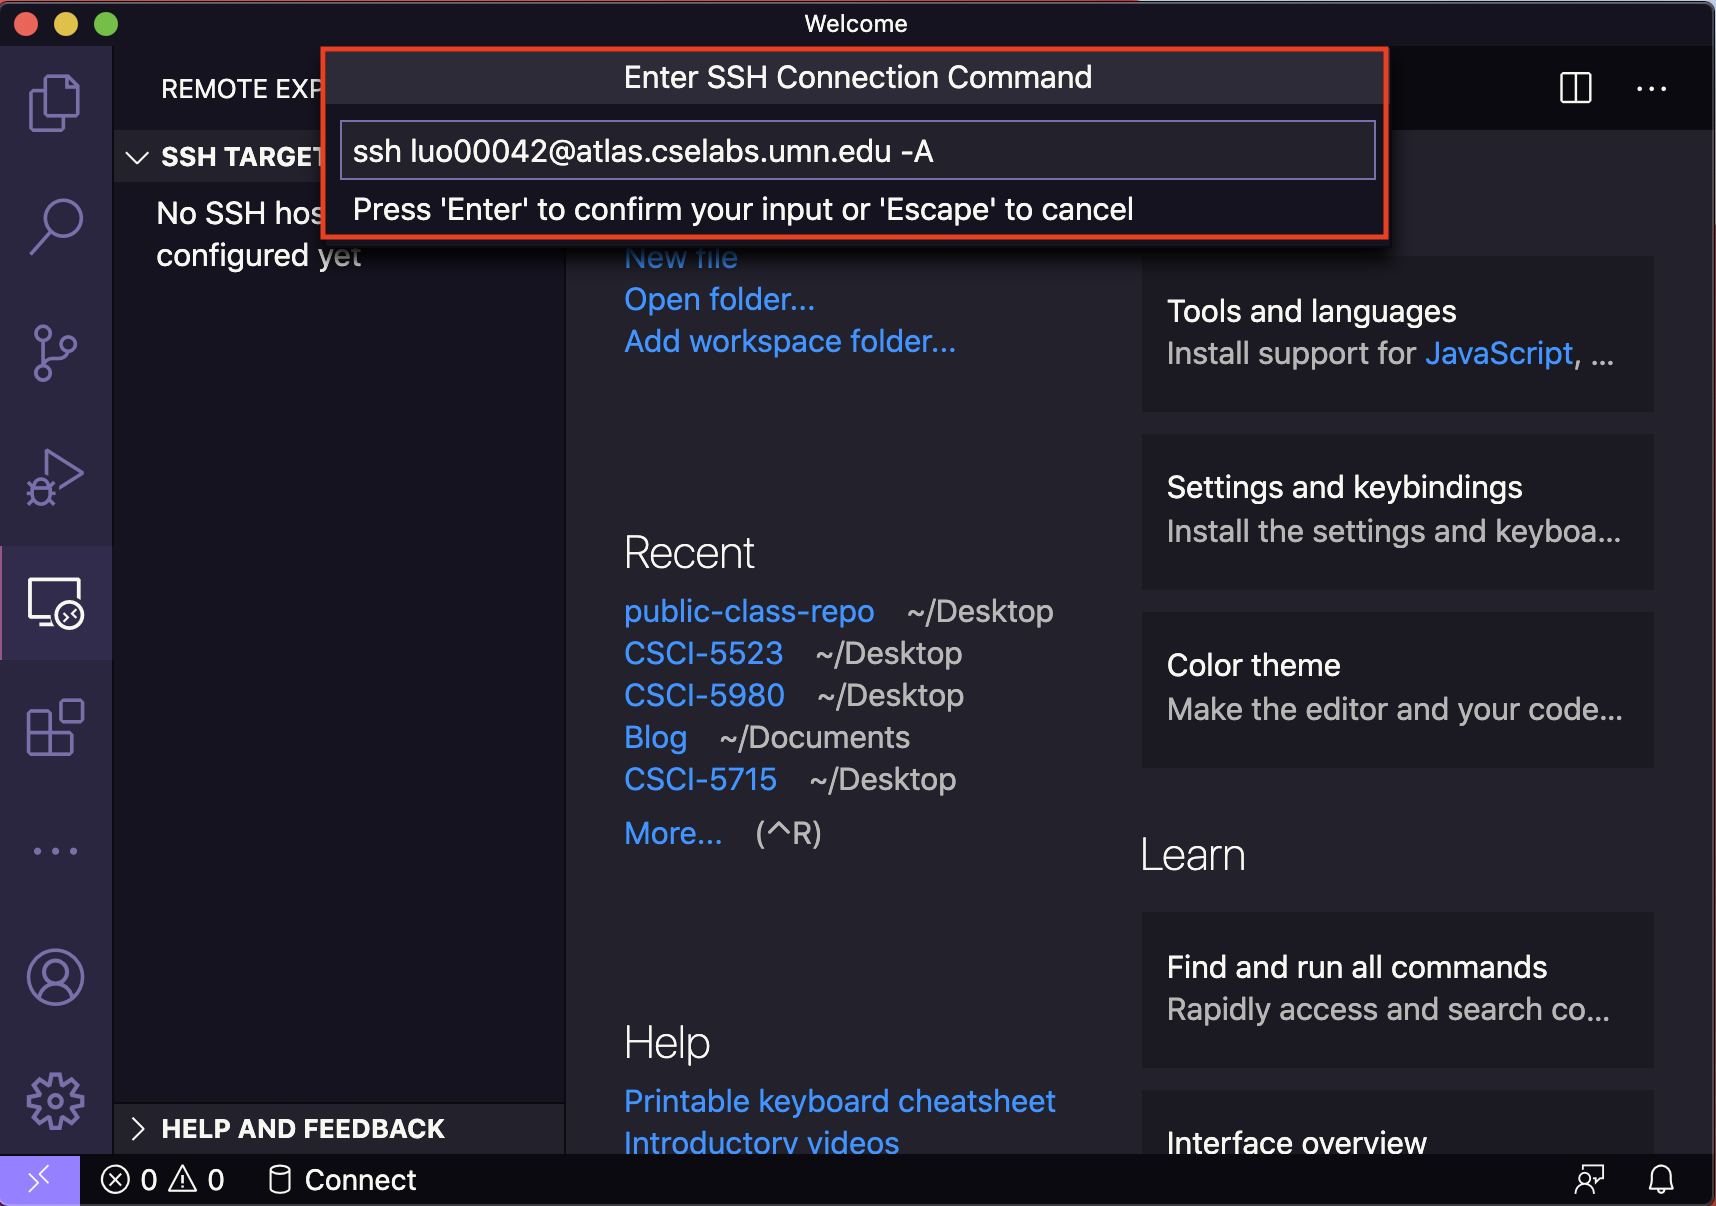 Welcome
REMOTE EXP
Enter SSH Connection Command
ssh luo00042@atlas.cselabs.umn.edu -A
Press 'Enter' to confirm your input or 'Escape' to cancel
SSH TARGET
No SSH hos
configured yet
New file
Open folder...
Add workspace folder...
Recent
public-class-repo ~/Desktop
CSCI-5523 ~/Desktop
CSCI-5980 ~/Desktop
Blog ~/Documents
CSCI-5715 ~/Desktop
More... (^R)
Help
Printable keyboard cheatsheet
Introductory videos
Tools and languages
Install support for JavaScript, ...
Settings and keybindings
Install the settings and keyboa...
Color theme
Make the editor and your code...
Learn
Find and run all commands
Rapidly access and search co...
Interface overview
HELP AND FEEDBACK
0 0 Connect